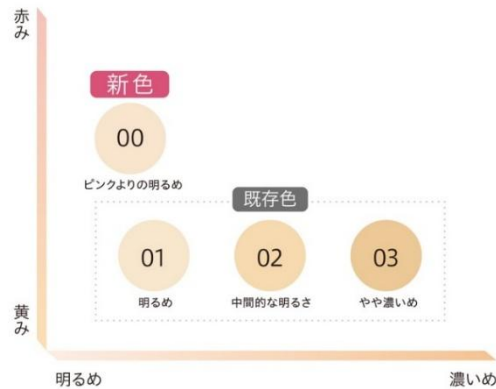 赤み
新色
00
ピンクよりの明るめ
既存色
01
02
03
明るめ
中間的な明るさ
やや濃いめ
黄み
明るめ
濃いめ